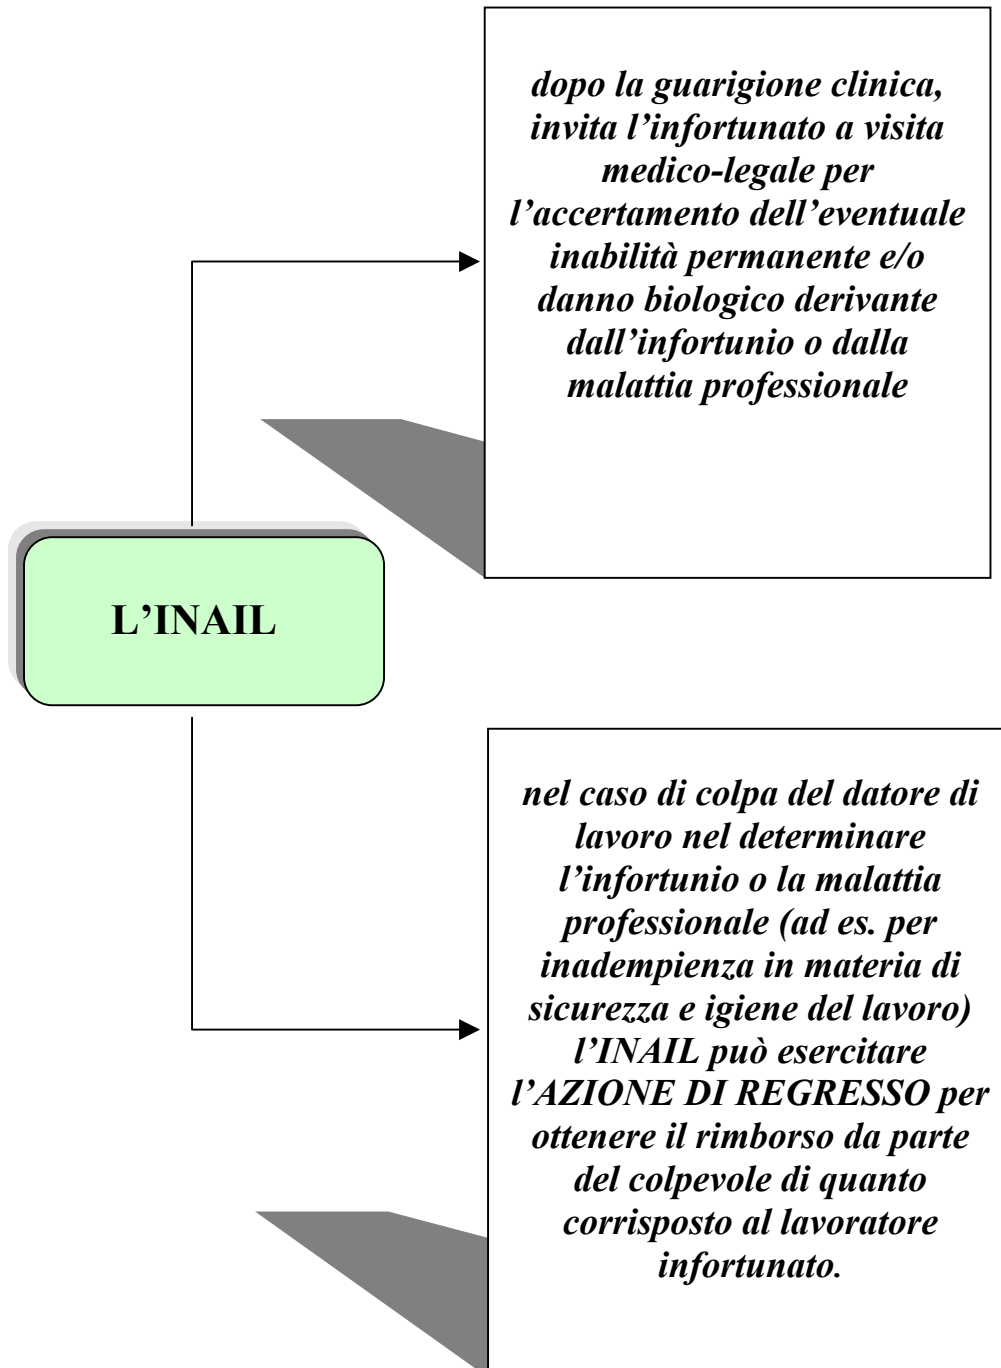 dopo la guarigione clinica,
invita l’infortunato a visita
medico-legale per
l’accertamento dell’eventuale
inabilità permanente e/o
danno biologico derivante
dall’infortunio o dalla
malattia professionale
L’INAIL
nel caso di colpa del datore di
lavoro nel determinare
l’infortunio o la malattia
professionale (ad es. per
inadempienza in materia di
sicurezza e igiene del lavoro)
l’INAIL può esercitare
l’AZIONE DI REGRESSO per
ottenere il rimborso da parte
del colpevole di quanto
corrisposto al lavoratore
infortunato.